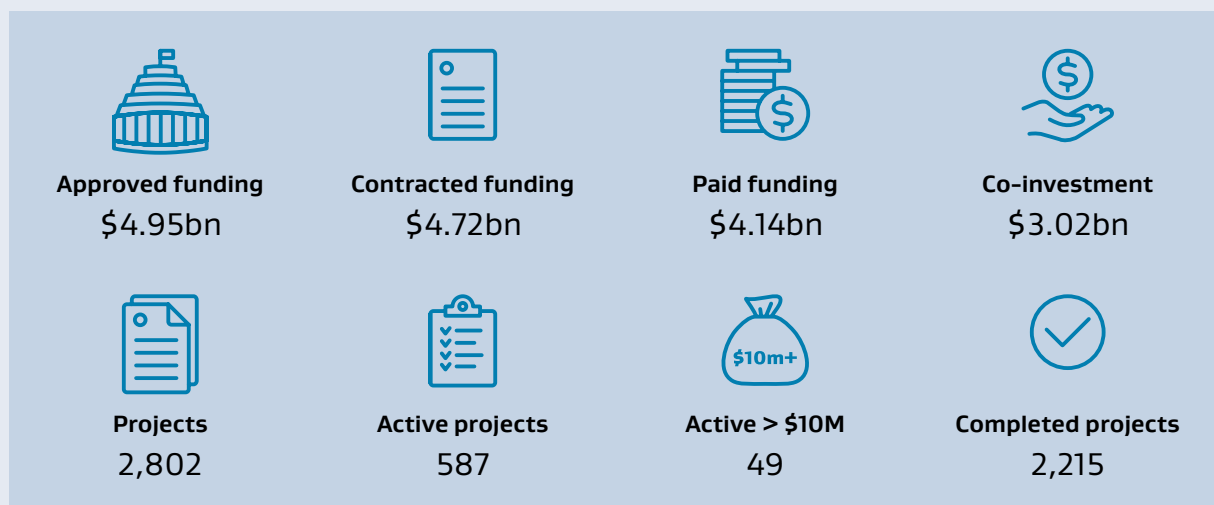 Approved funding
$4.95bn
Contracted funding
$4.72bn
$
Paid funding
$4.14bn
$
Co-investment
$3.02bn
Projects
2,802
Active projects
587
$10m+
Active > $10M
49
Completed projects
2,215